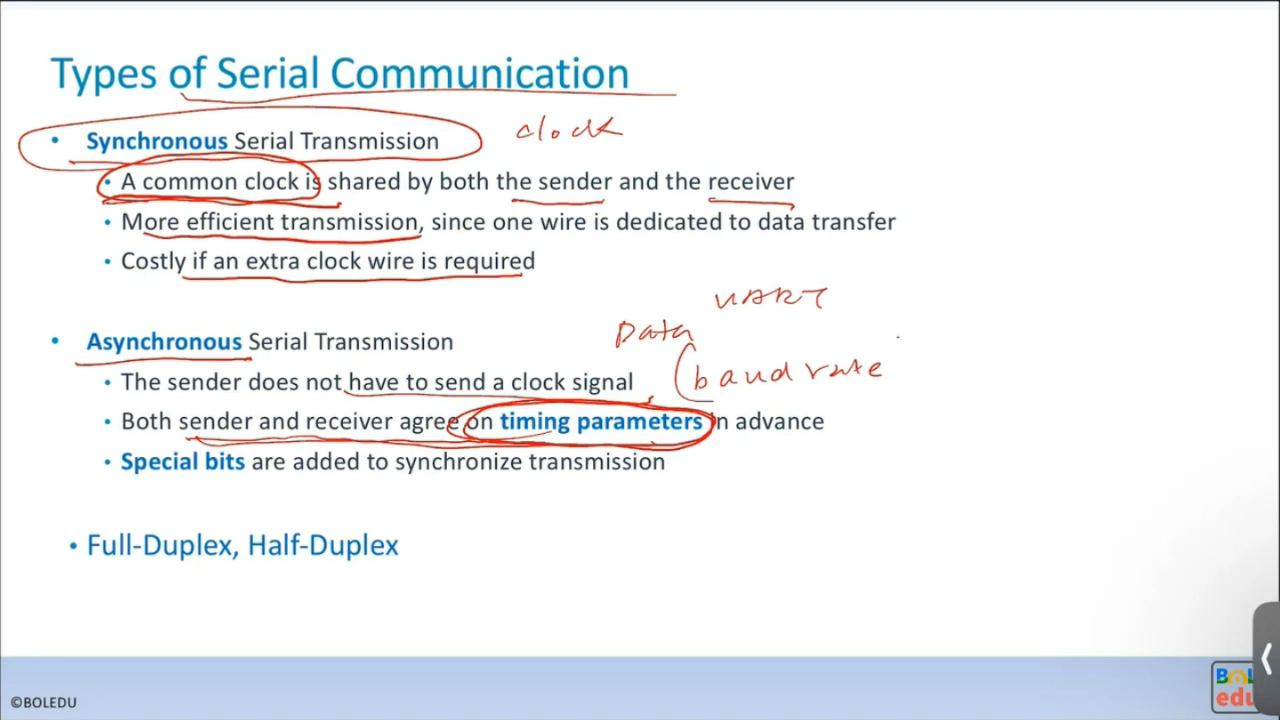 Types of Serial Communication
• Synchronous Serial Transmission
clock
• A common clock is shared by both the sender and the receiver
• More efficient transmission, since one wire is dedicated to data transfer
• Costly if an extra clock wire is required
UART
Data
• Asynchronous Serial Transmission
• The sender does not have to send a clock signal
(baud rate
• Both sender and receiver agree on timing parameters in advance
• Special bits are added to synchronize transmission
• Full-Duplex, Half-Duplex
©BOLEDU
BOL
edu